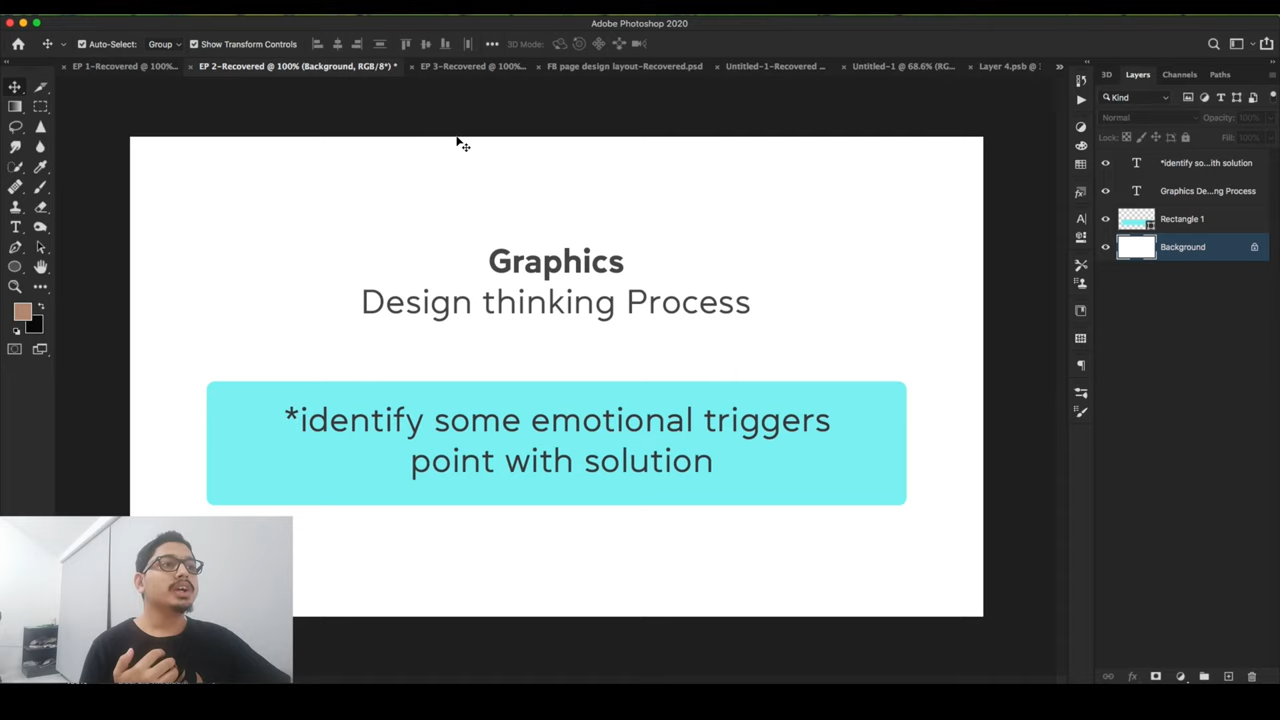 Adobe Photoshop 2020
Auto-Select: Group Show Transform Controls 3D Mode:
EP 1-Recovered @ 100%... EP 2-Recovered @ 100% (Background, RGB/8*) * EP 3-Recovered @ 100%... FB page design layout-Recovered.psd Untitled-1-Recovered ... Untitled-1 @ 68.6% (RG... Layer 4.psb @
3D Layers Channels Paths
Kind
Normal Opacity: 100%
Lock: Fill: 100%
*identify so...ith solution
Graphics De...ng Process
Rectangle 1
Background
Graphics
Design thinking Process
*identify some emotional triggers
point with solution